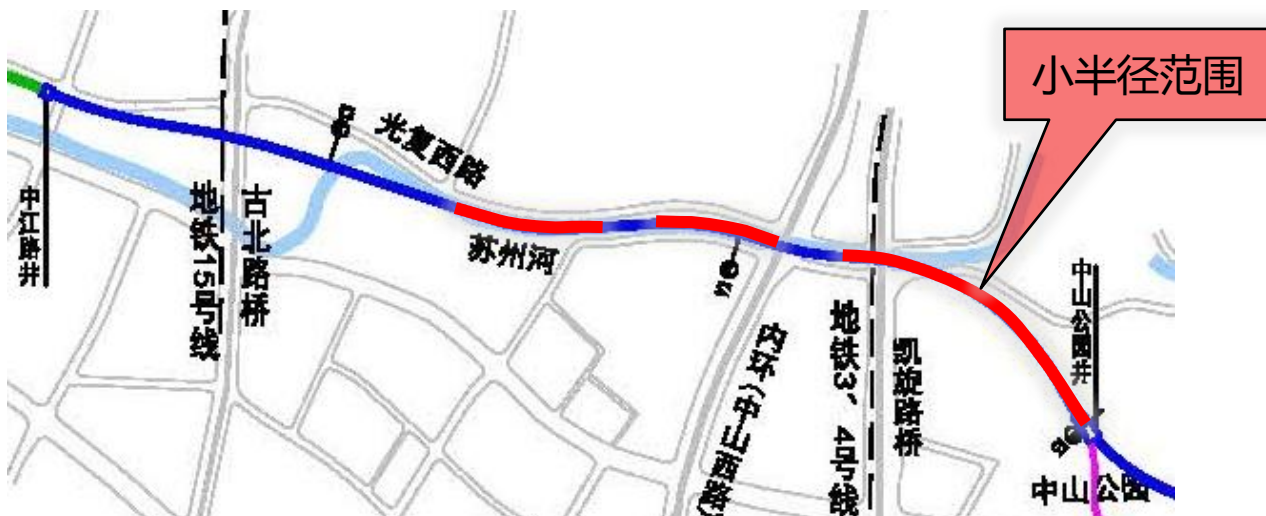 小半径范围
光复西路
中江路井
地铁15号线
古北路桥
苏州河
内环(中山西路)
地铁3、4号线
凯旋路桥
中山公园井
中山公园